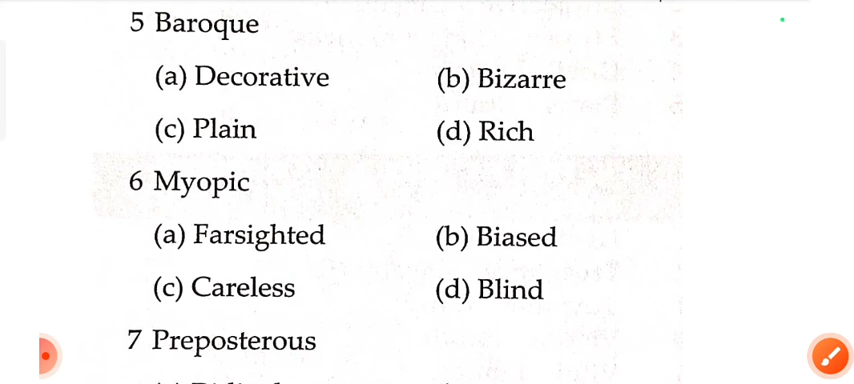 5 Baroque
(a) Decorative (b) Bizarre
(c) Plain (d) Rich
6 Myopic
(a) Farsighted (b) Biased
(c) Careless (d) Blind
7 Preposterous